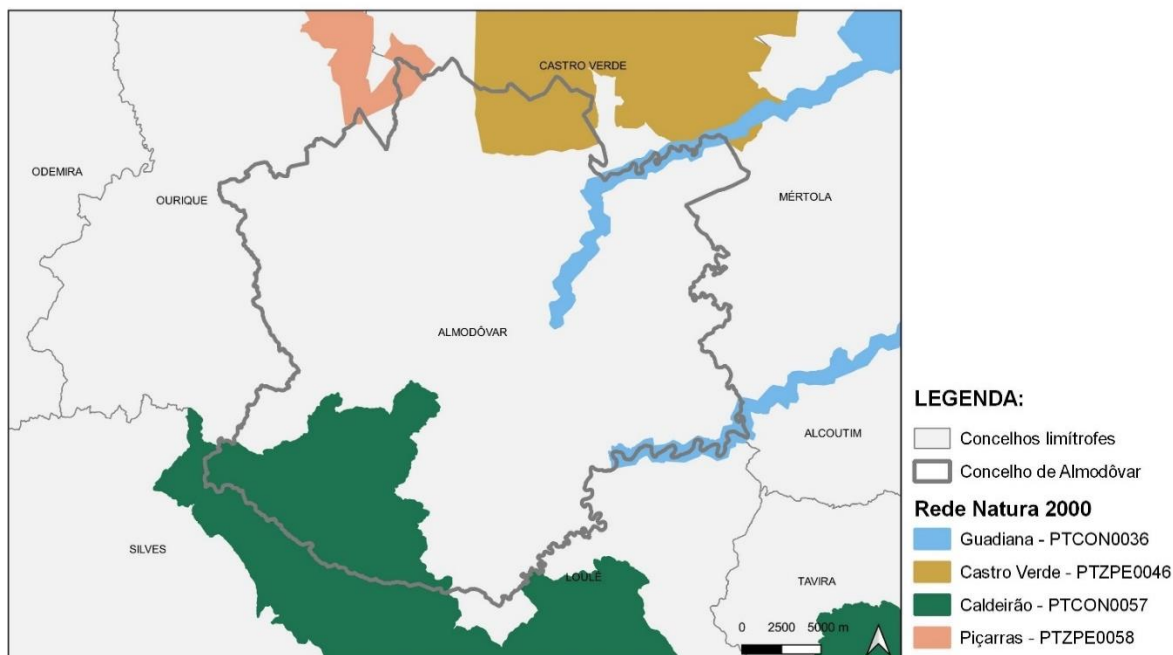 CASTRO VERDE
ODEMIRA
OURIQUE
MÉRTOLA
ALMODÔVAR
ALCOUTIM
SILVES
LOULÉ
TAVIRA
0 2500 5000 m
LEGENDA:
Concelhos limítrofes
Concelho de Almodôvar
Rede Natura 2000
Guadiana - PTCON0036
Castro Verde - PTZPE0046
Caldeirão - PTCON0057
Piçarras - PTZPE0058